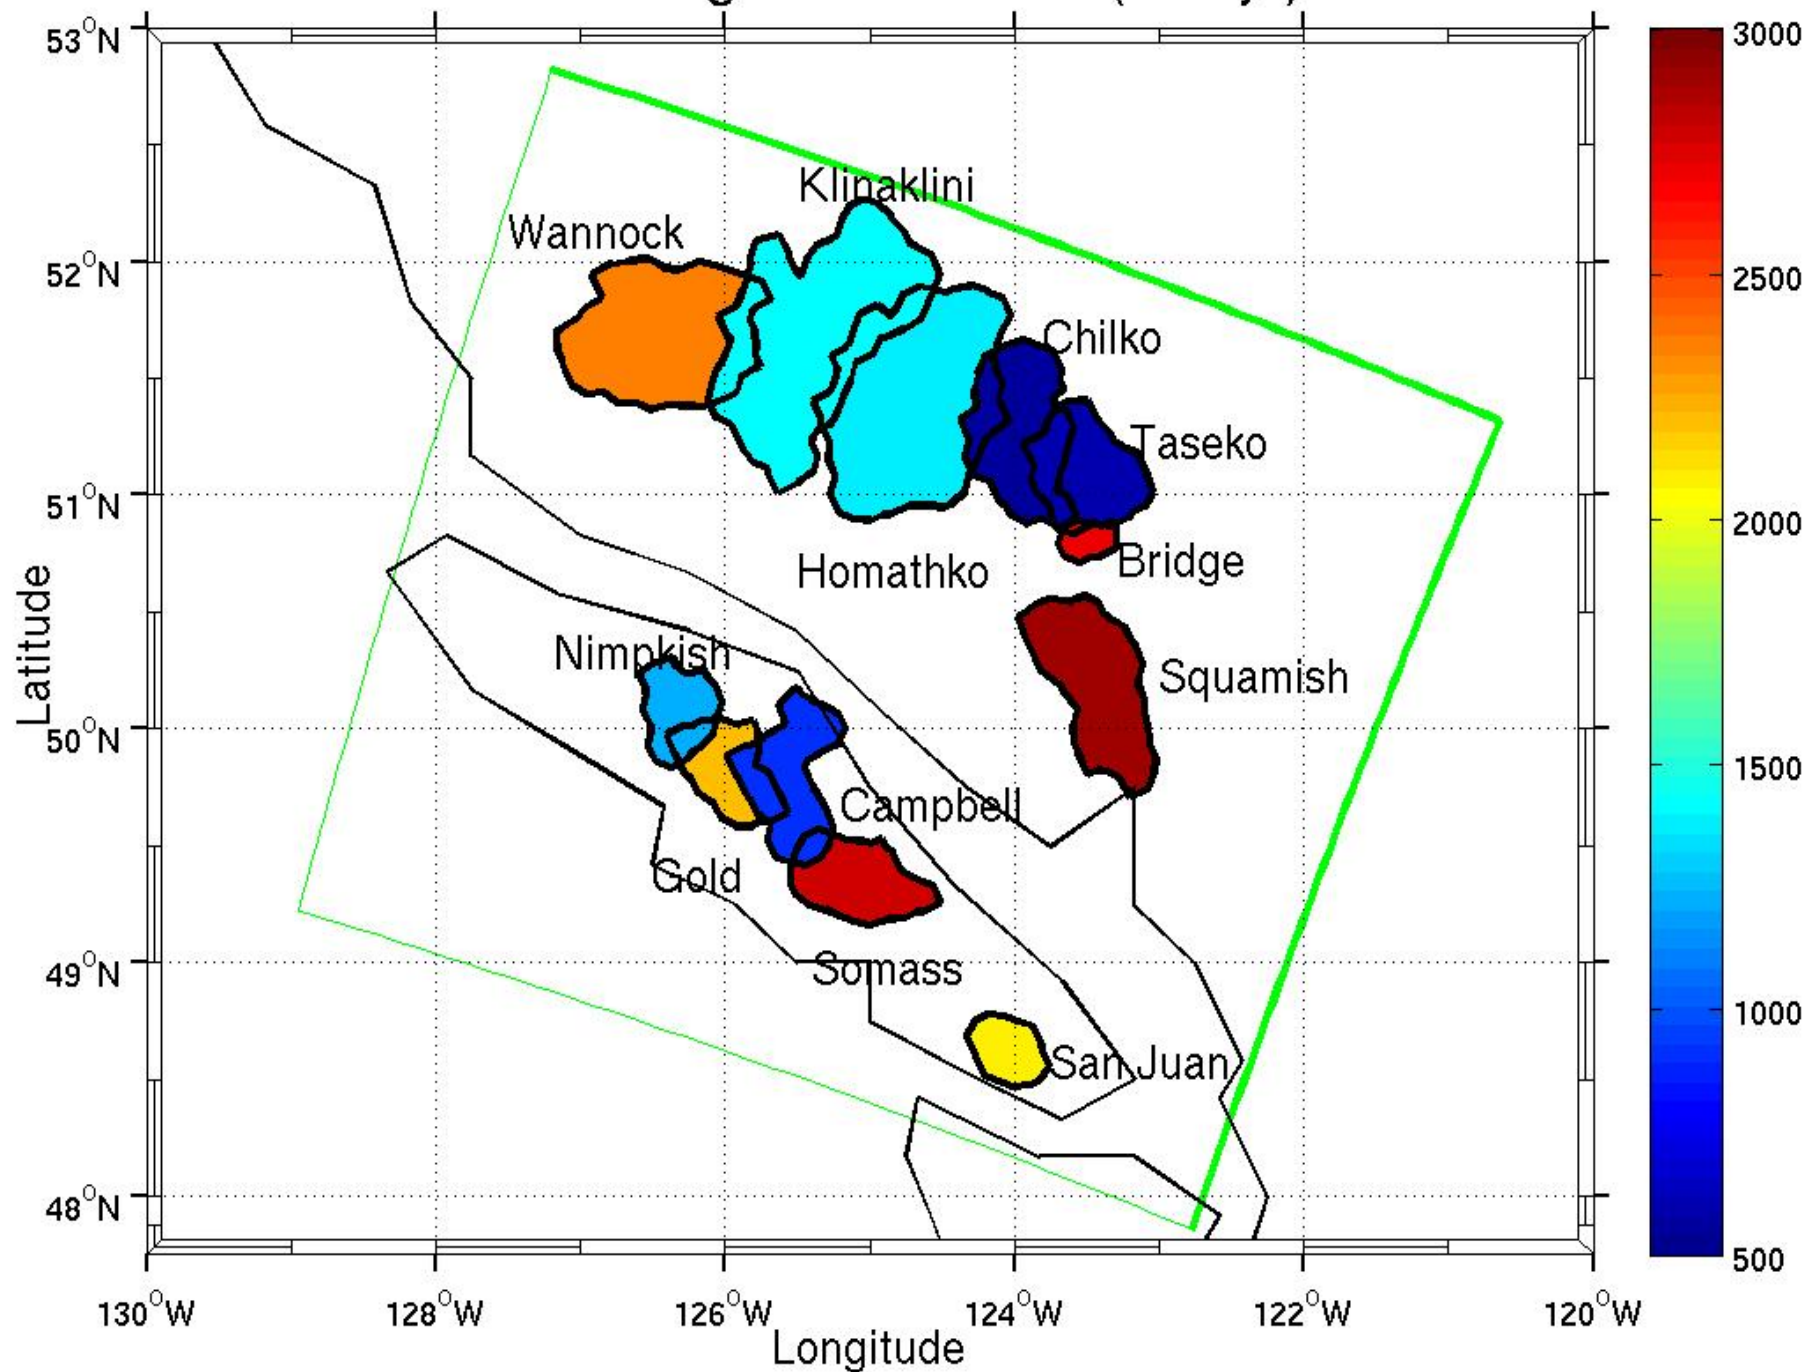 53°N
3000
Klinaklini
Wannock
52°N
2500
Chilko
Taseko
51°N
2000
Bridge
Homathko
Latitude
Nimpkish
Squamish
50°N
1500
Campbell
Gold
49°N
Somass
1000
San Juan
48°N
500
130°W 128°W 126°W 124°W 122°W 120°W
Longitude